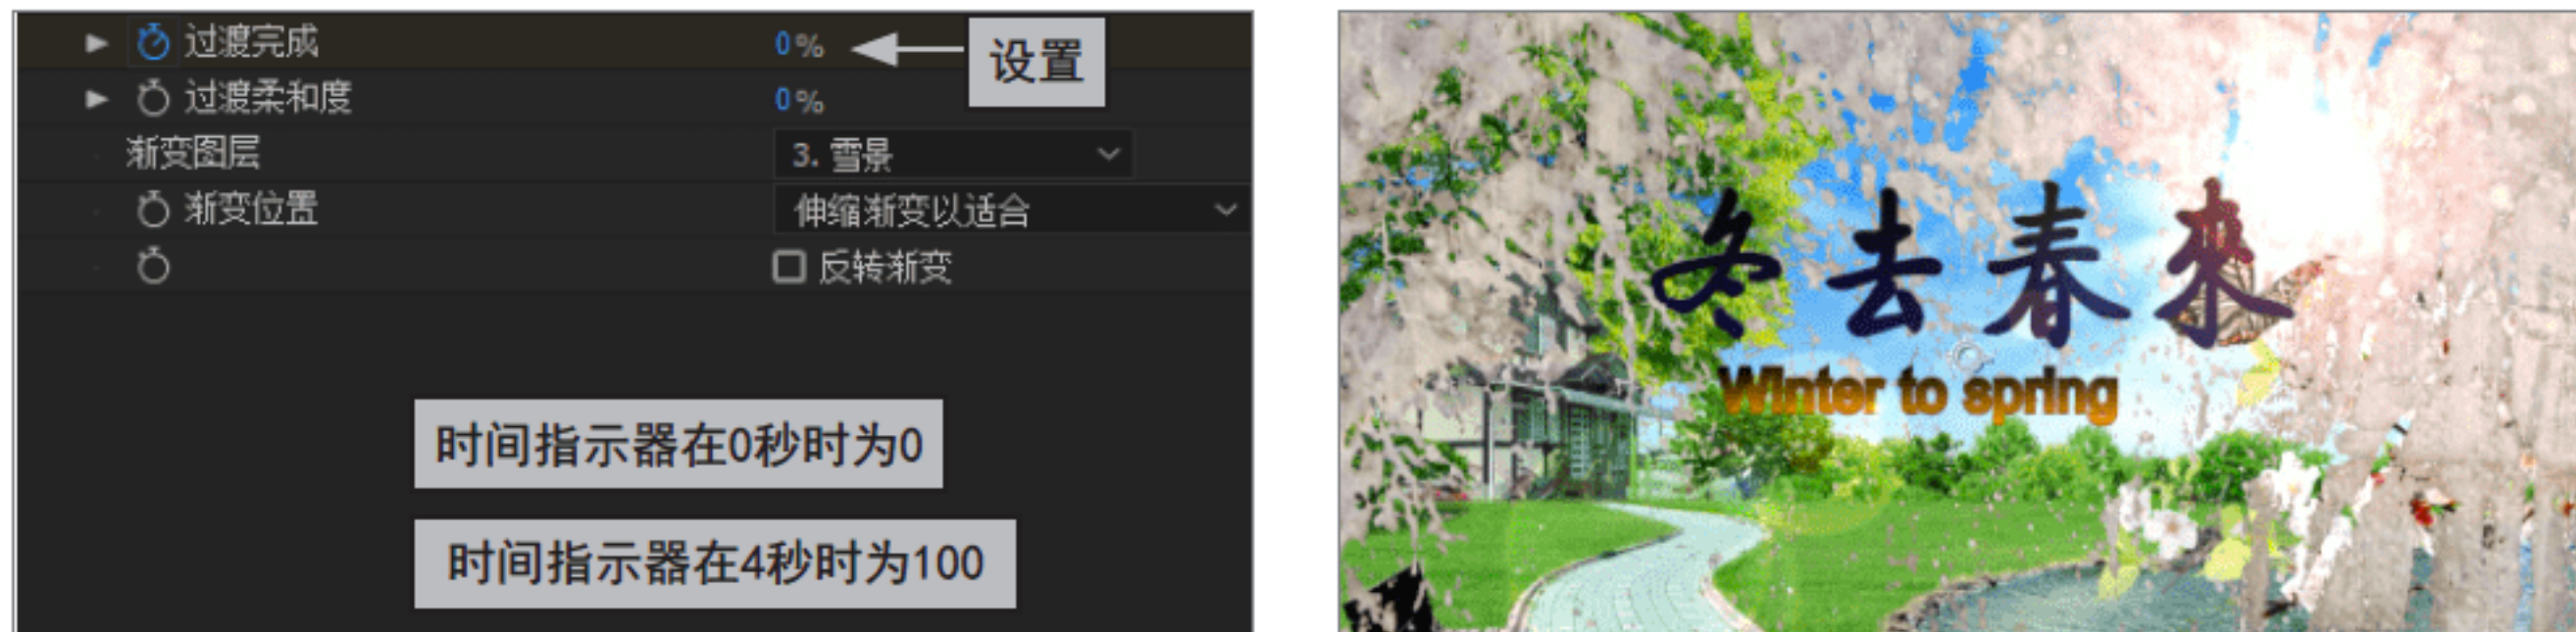 过渡完成 0%
设置
过渡柔和度 0%
渐变图层 3. 雪景
渐变位置 伸缩渐变以适合
反转渐变
时间指示器在0秒时为0
时间指示器在4秒时为100
冬去春來
Winter to spring